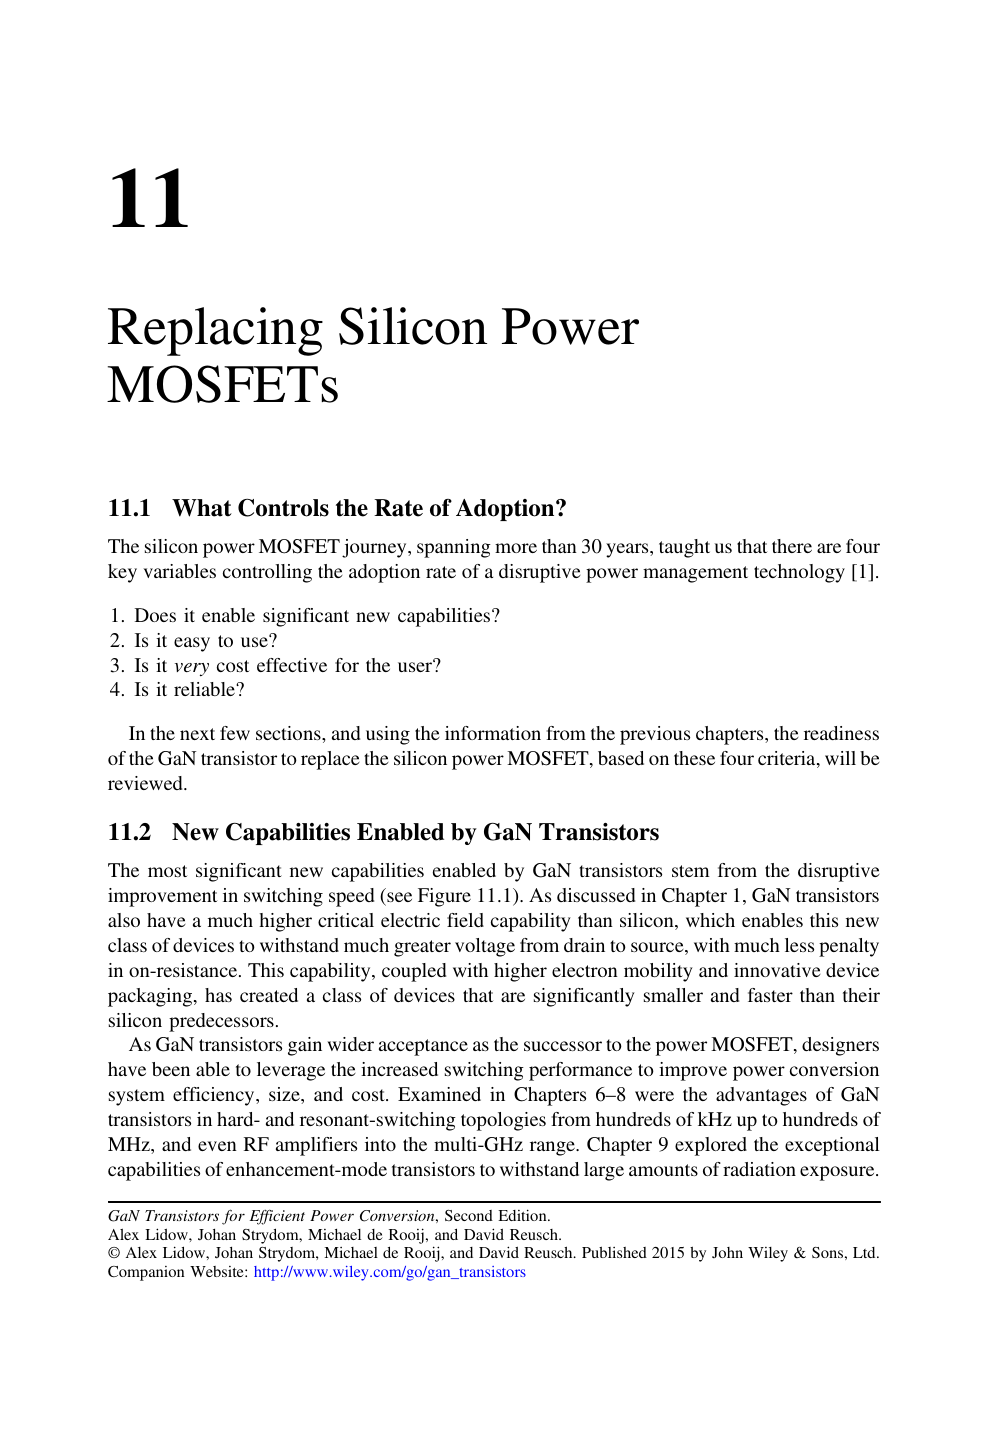 11
Replacing Silicon Power
MOSFETs
11.1 What Controls the Rate of Adoption?
The silicon power MOSFET journey, spanning more than 30 years, taught us that there are four
key variables controlling the adoption rate of a disruptive power management technology [1].
1. Does it enable significant new capabilities?
2. Is it easy to use?
3. Is it very cost effective for the user?
4. Is it reliable?
In the next few sections, and using the information from the previous chapters, the readiness
of the GaN transistor to replace the silicon power MOSFET, based on these four criteria, will be
reviewed.
11.2 New Capabilities Enabled by GaN Transistors
The most significant new capabilities enabled by GaN transistors stem from the disruptive
improvement in switching speed (see Figure 11.1). As discussed in Chapter 1, GaN transistors
also have a much higher critical electric field capability than silicon, which enables this new
class of devices to withstand much greater voltage from drain to source, with much less penalty
in on-resistance. This capability, coupled with higher electron mobility and innovative device
packaging, has created a class of devices that are significantly smaller and faster than their
silicon predecessors.
As GaN transistors gain wider acceptance as the successor to the power MOSFET, designers
have been able to leverage the increased switching performance to improve power conversion
system efficiency, size, and cost. Examined in Chapters 6–8 were the advantages of GaN
transistors in hard- and resonant-switching topologies from hundreds of kHz up to hundreds of
MHz, and even RF amplifiers into the multi-GHz range. Chapter 9 explored the exceptional
capabilities of enhancement-mode transistors to withstand large amounts of radiation exposure.
GaN Transistors for Efficient Power Conversion, Second Edition.
Alex Lidow, Johan Strydom, Michael de Rooij, and David Reusch.
© Alex Lidow, Johan Strydom, Michael de Rooij, and David Reusch. Published 2015 by John Wiley & Sons, Ltd.
Companion Website: http://www.wiley.com/go/gan_transistors